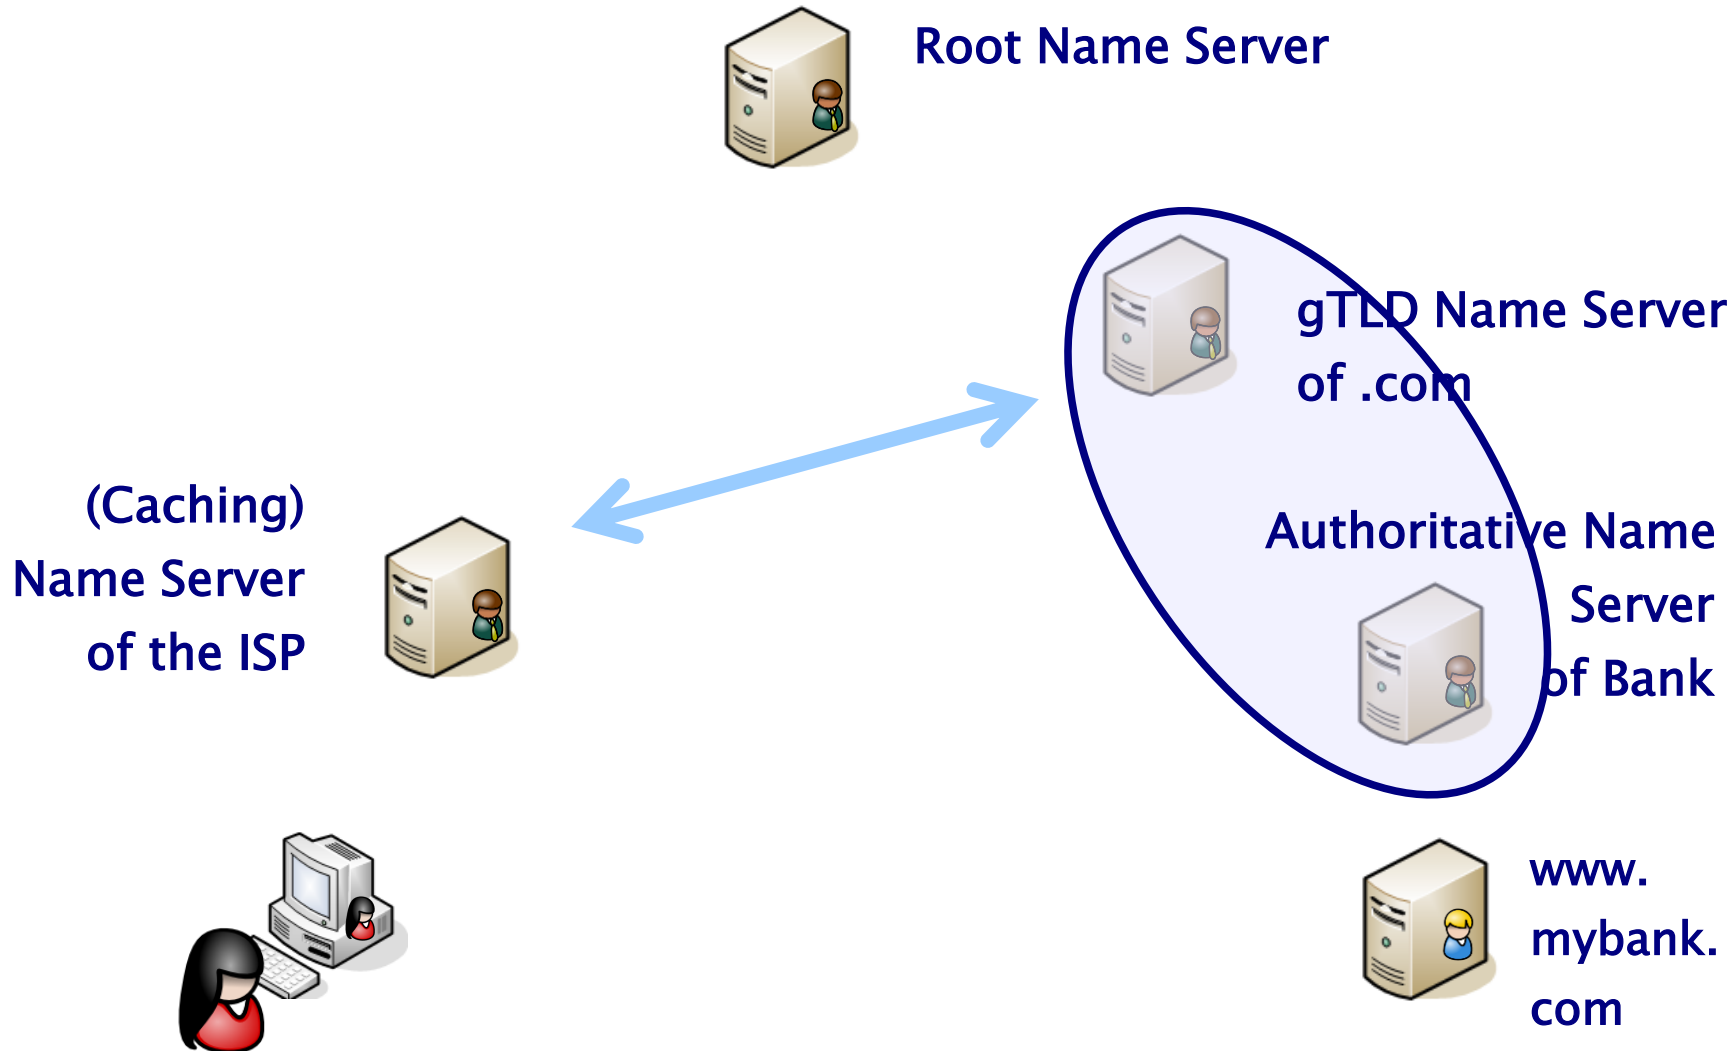 Root Name Server
gTLD Name Server
of .com
(Caching)
Name Server
of the ISP
Authoritative Name
Server
of Bank
www.
mybank.
com